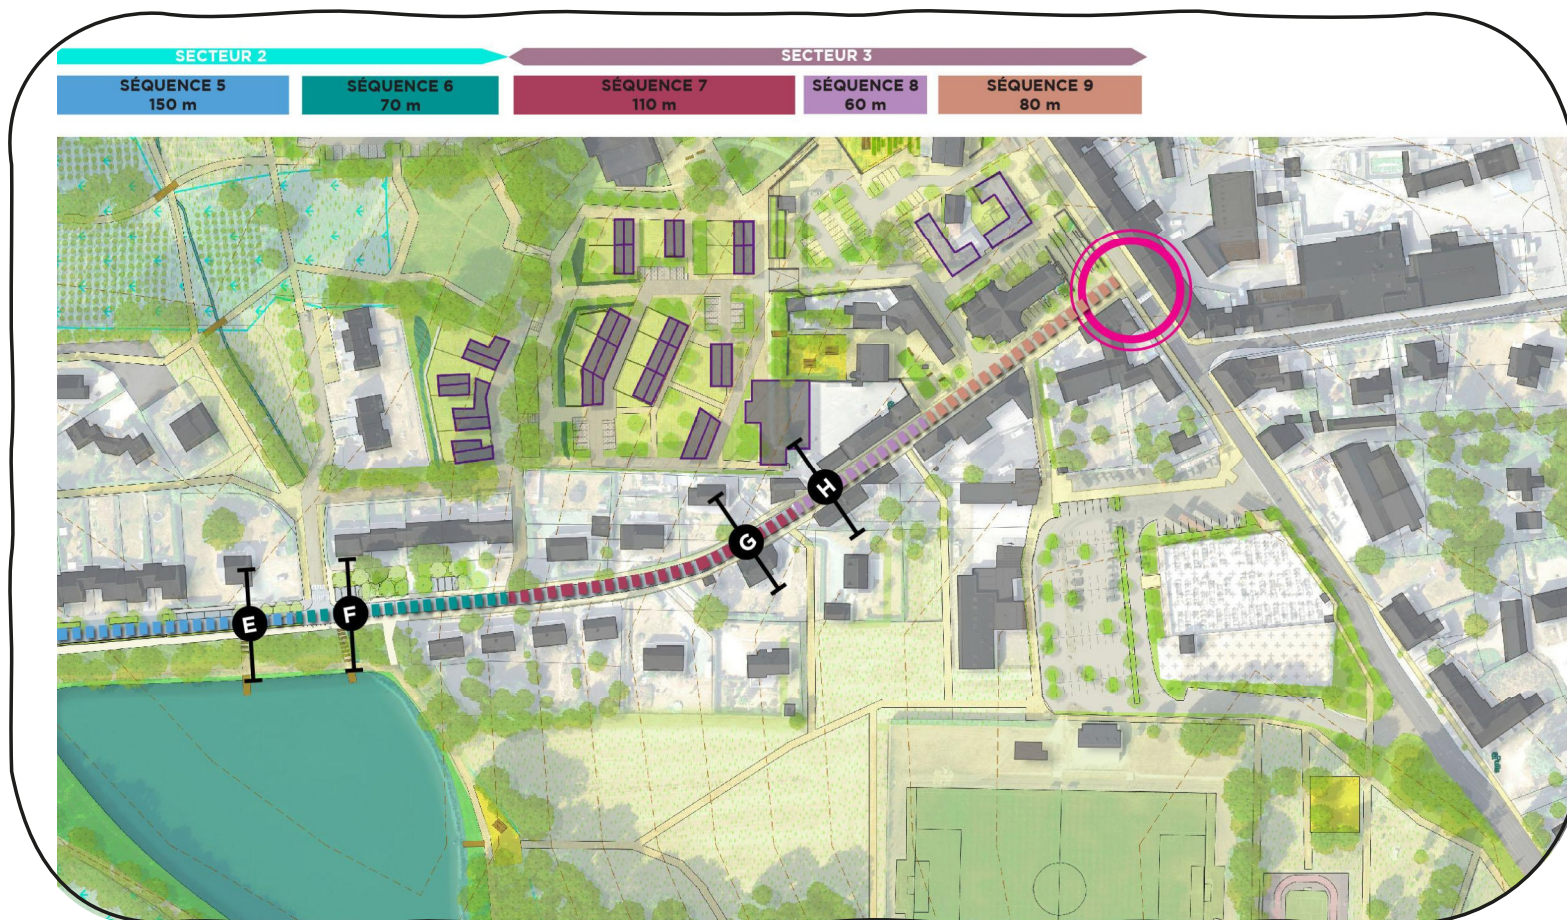 SECTEUR 2
SECTEUR 3
SÉQUENCE 5
150 m
SÉQUENCE 6
70 m
SÉQUENCE 7
110 m
SÉQUENCE 8
60 m
SÉQUENCE 9
80 m
H
G
F
E